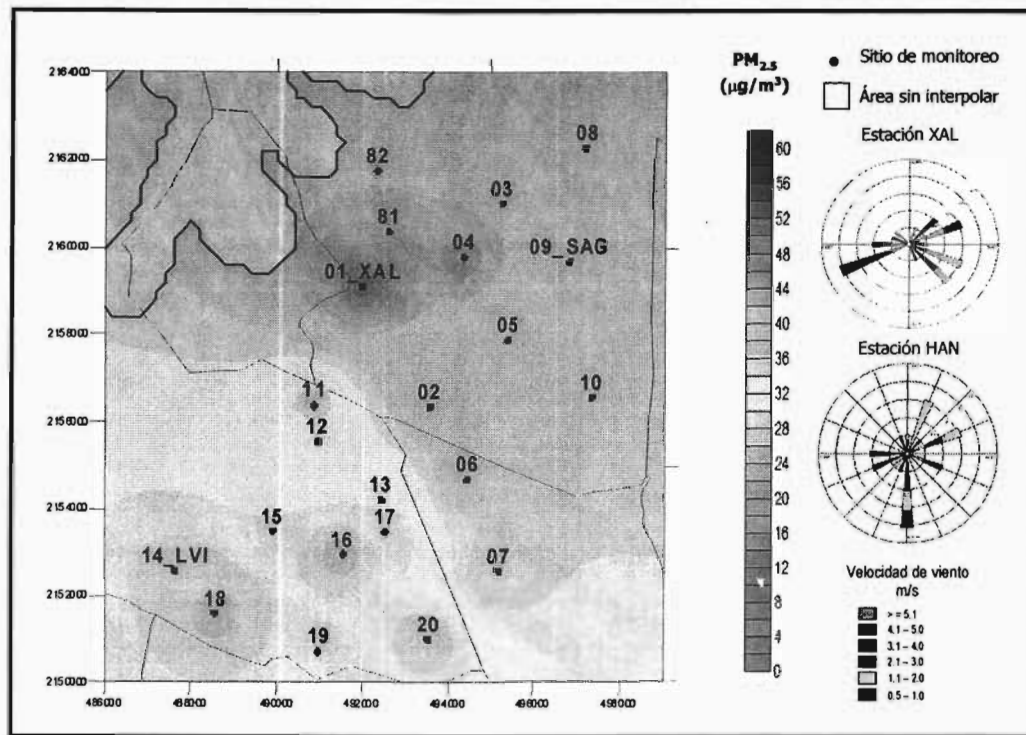 PM2.5
(µg/m³)
Sitio de monitoreo
Área sin interpolar
Estación XAL
Estación HAN
Velocidad de viento
m/s
> = 5.1
4.1 – 5.0
3.1 – 4.0
2.1 – 3.0
1.1 – 2.0
0.5 – 1.0
60
56
52
48
44
40
36
32
28
24
20
16
12
8
4
0
2164000
2162000
2160000
2158000
2156000
2154000
2152000
2150000
486000
488000
490000
492000
494000
496000
498000
08
82
03
81
04
09_SAG
01_XAL
05
10
11
02
12
06
13
15
17
16
14_LVI
07
18
19
20